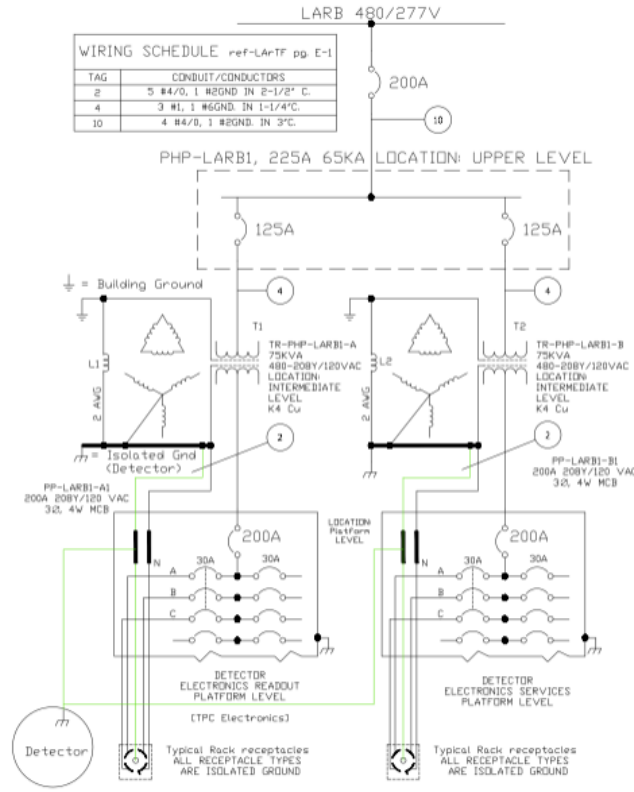 LARB 480/277V
WIRING SCHEDULE ref-LArTF pg. E-1
TAG CONDUIT/CONDUCTORS
2 5 #4/0, 1 #2GND IN 2-1/2" C.
4 3 #1, 1 #6GND. IN 1-1/4"C.
10 4 #4/0, 1 #2GND. IN 3"C.
200A
10
PHP-LARB1, 225A 65KA LOCATION: UPPER LEVEL
125A
125A
= Building Ground
4
4
T1
T2
L1
2 AWG
TR-PHP-LARB1-A
75KVA
480-208Y/120VAC
LOCATION:
INTERMEDIATE
LEVEL
K4 Cu
L2
2 AWG
TR-PHP-LARB1-B
75KVA
480-208Y/120VAC
LOCATION:
INTERMEDIATE
LEVEL
K4 Cu
2
2
= Isolated Gnd
(Detector)
PP-LARB1-A1
200A 208Y/120 VAC
3Ø, 4W MCB
PP-LARB1-B1
200A 208Y/120 VAC
3Ø, 4W MCB
LOCATION:
Platform
LEVEL
200A
N
30A
30A
A
B
C
200A
N
30A
30A
A
B
C
DETECTOR
ELECTRONICS READOUT
PLATFORM LEVEL
[TPC Electronics]
DETECTOR
ELECTRONICS SERVICES
PLATFORM LEVEL
Detector
Typical Rack receptacles
ALL RECEPTACLE TYPES
ARE ISOLATED GROUND
Typical Rack receptacles
ALL RECEPTACLE TYPES
ARE ISOLATED GROUND